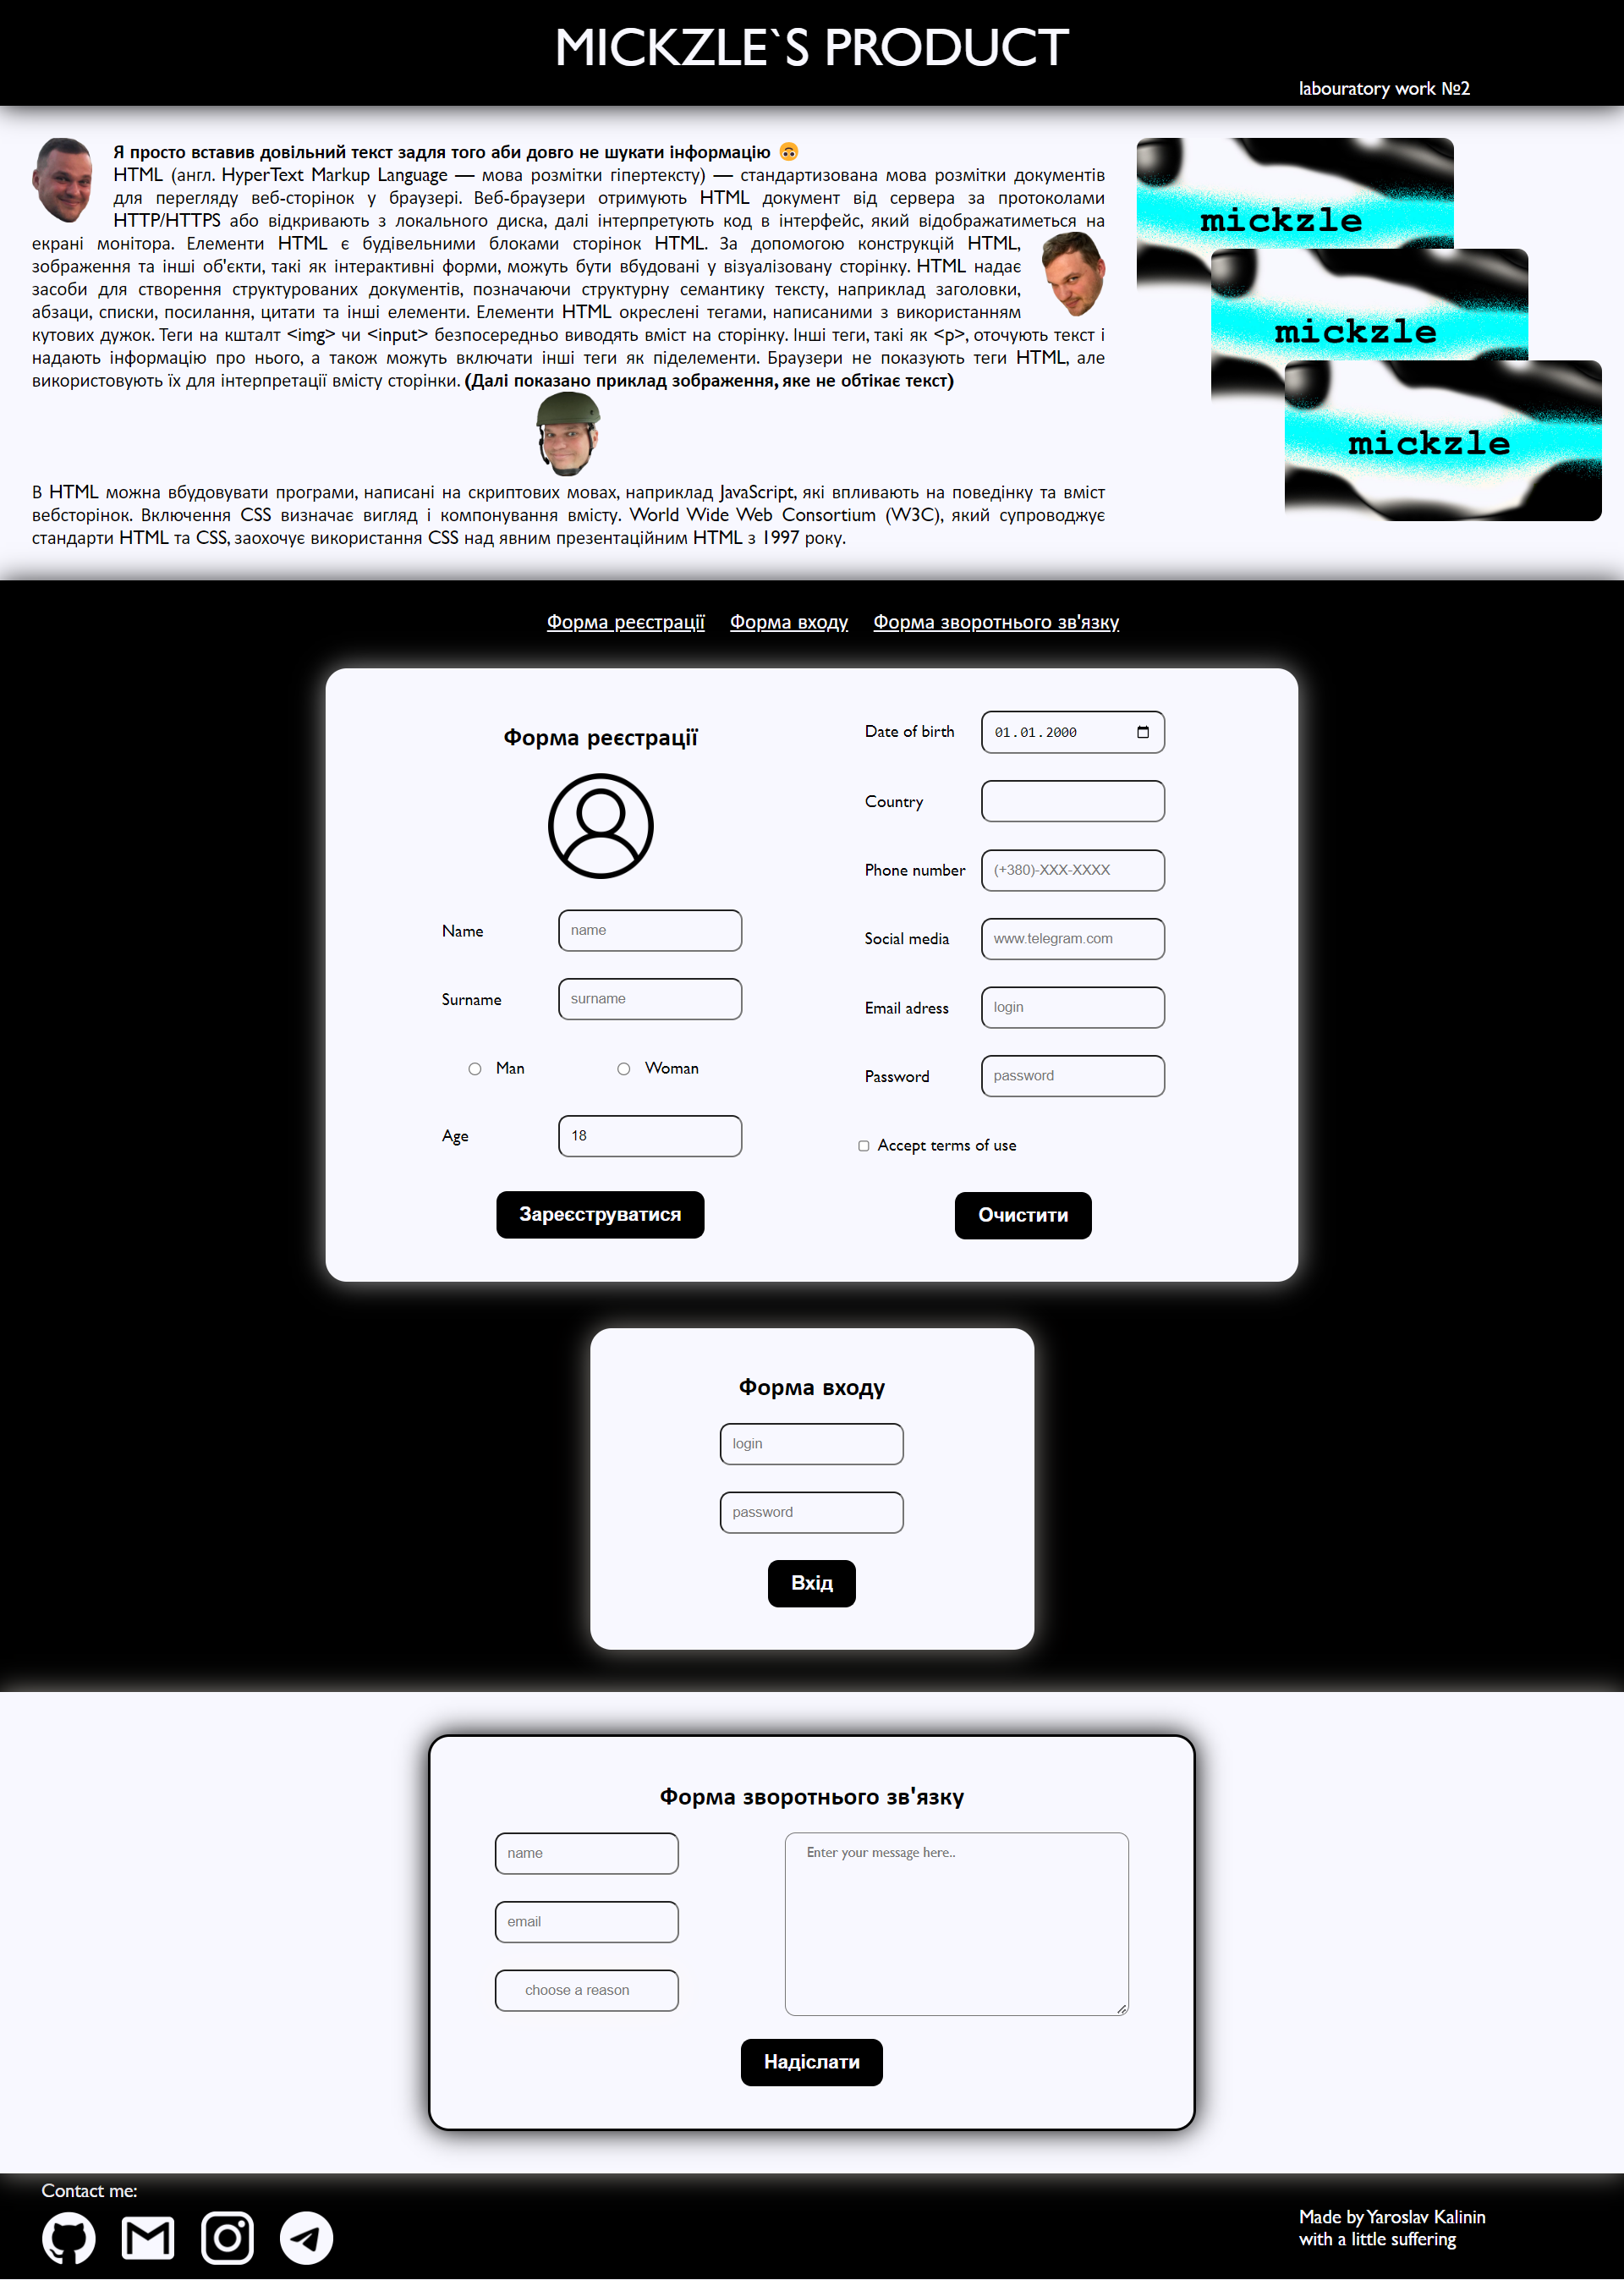 MICKZLE`S PRODUCT
labouratory work №2
Я просто вставив довільний текст задля того аби довго не шукати інформацію 🙃
HTML (англ. HyperText Markup Language — мова розмітки гіпертексту) — стандартизована мова розмітки документів
для перегляду веб-сторінок у браузері. Веб-браузери отримують HTML документ від сервера за протоколами
HTTP/HTTPS або відкривають з локального диска, далі інтерпретують код в інтерфейс, який відображатиметься на
екрані монітора. Елементи HTML є будівельними блоками сторінок HTML. За допомогою конструкцій HTML,
зображення та інші об'єкти, такі як інтерактивні форми, можуть бути вбудовані у візуалізовану сторінку. HTML надає
засоби для створення структурованих документів, позначаючи структурну семантику тексту, наприклад заголовки,
абзаци, списки, посилання, цитати та інші елементи. Елементи HTML окреслені тегами, написаними з використанням
кутових дужок. Теги на кшталт <img> чи <input> безпосередньо виводять вміст на сторінку. Інші теги, такі як <p>, оточують текст і
надають інформацію про нього, а також можуть включати інші теги як піделементи. Браузери не показують теги HTML, але
використовують їх для інтерпретації вмісту сторінки. (Далі показано приклад зображення, яке не обтікає текст)
В HTML можна вбудовувати програми, написані на скриптових мовах, наприклад JavaScript, які впливають на поведінку та вміст
вебсторінок. Включення CSS визначає вигляд і компонування вмісту. World Wide Web Consortium (W3C), який супроводжує
стандарти HTML та CSS, заохочує використання CSS над явним презентаційним HTML з 1997 року.
mickzle
mickzle
mickzle
Форма реєстрації Форма входу Форма зворотнього зв'язку
Форма реєстрації
Name name
Surname surname
Man Woman
Age 18
Зареєструватися
Date of birth 01.01.2000
Country
Phone number (+380)-XXX-XXXX
Social media www.telegram.com
Email adress login
Password password
Accept terms of use
Очистити
Форма входу
login
password
Вхід
Форма зворотнього зв'язку
name
email
choose a reason
Enter your message here..
Надіслати
Contact me:
Made by Yaroslav Kalinin
with a little suffering